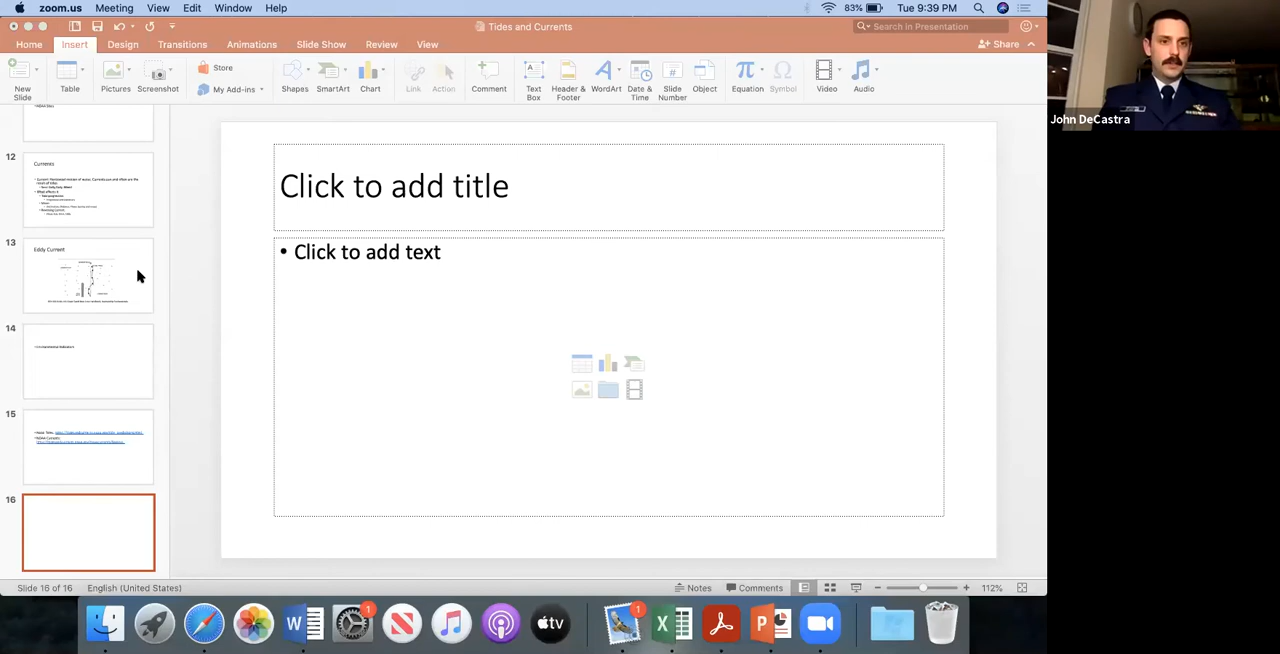 zoom.us Meeting View Edit Window Help 83% Tue 9:39 PM
Tides and Currents
Search in Presentation
Home Insert Design Transitions Animations Slide Show Review View Share
New Slide
Table
Pictures
Screenshot
Store
My Add-ins
Shapes
SmartArt
Chart
Link
Action
Comment
Text Box
Header & Footer
WordArt
Date & Time
Slide Number
Object
Equation
Symbol
Video
Audio
12
Currents
13
Eddy Current
14
15
16
Click to add title
• Click to add text
John DeCastra
Slide 16 of 16 English (United States) Notes Comments 112%
1
tv
1